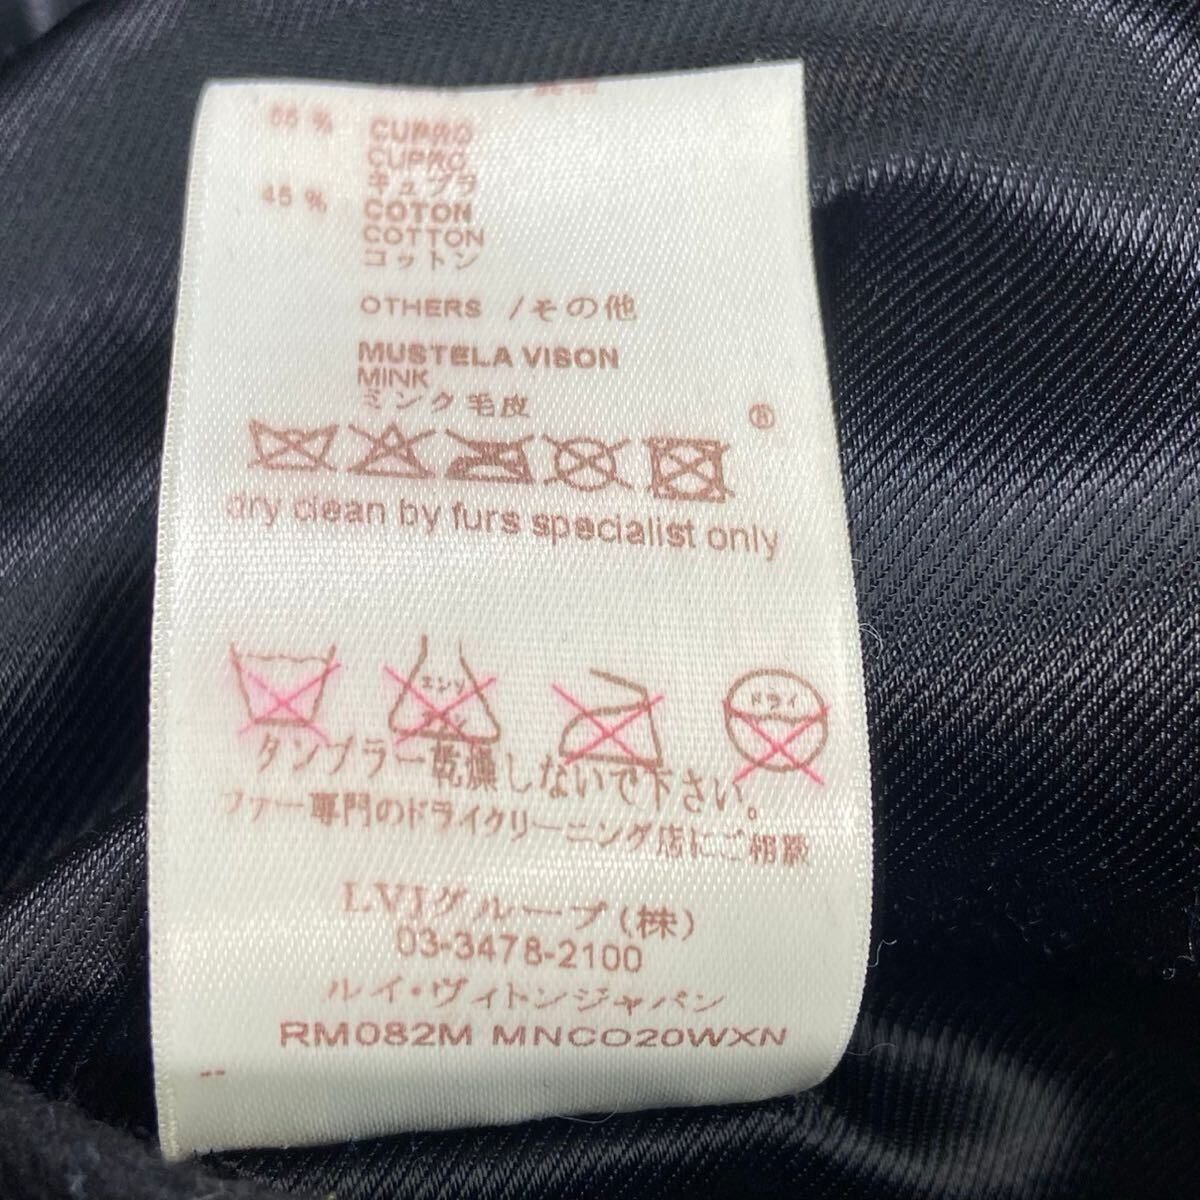 55 % CUPRO
CUPRO
キュプラ
45 % COTON
COTTON
コットン
OTHERS /その他
MUSTELA VISON
MINK
ミンク毛皮
®
dry clean by furs specialist only
エンソ
サラシ
ドライ
タンブラー乾燥しないで下さい。
ファー専門のドライクリーニング店にご相談
LVJグループ(株)
03-3478-2100
ルイ・ヴィトンジャパン
RM082M MNCO20WXN
--